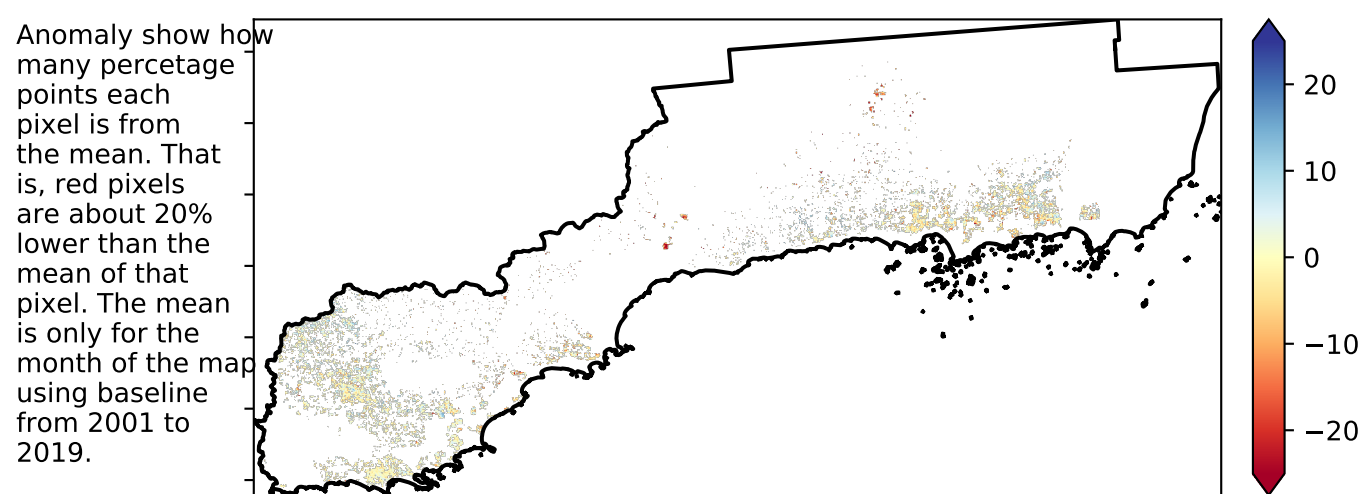 Anomaly show how
many percetage
points each
pixel is from
the mean. That
is, red pixels
are about 20%
lower than the
mean of that
pixel. The mean
is only for the
month of the map
using baseline
from 2001 to
2019.
20
10
0
−10
−20